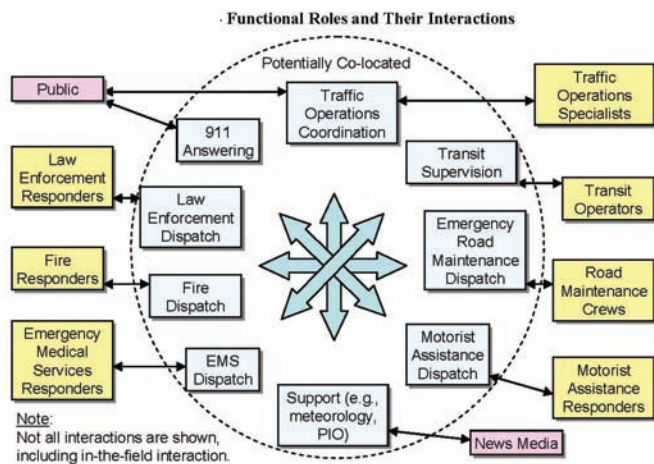 Functional Roles and Their Interactions
Potentially Co-located
Public
Traffic
Operations
Coordination
Traffic
Operations
Specialists
911
Answering
Law
Enforcement
Responders
Transit
Supervision
Law
Enforcement
Dispatch
Transit
Operators
Emergency
Road
Maintenance
Dispatch
Fire
Responders
Fire
Dispatch
Road
Maintenance
Crews
Emergency
Medical
Services
Responders
EMS
Dispatch
Motorist
Assistance
Dispatch
Motorist
Assistance
Responders
Support (e.g.,
meteorology,
PIO)
News Media
Note:
Not all interactions are shown,
including in-the-field interaction.